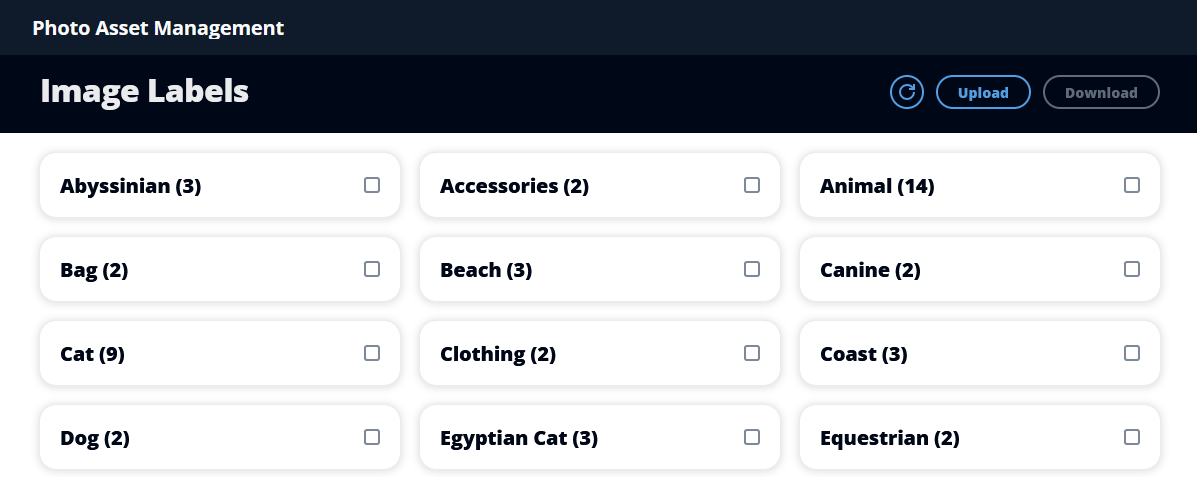 Photo Asset Management
Image Labels
Upload
Download
Abyssinian (3)
Accessories (2)
Animal (14)
Bag (2)
Beach (3)
Canine (2)
Cat (9)
Clothing (2)
Coast (3)
Dog (2)
Egyptian Cat (3)
Equestrian (2)